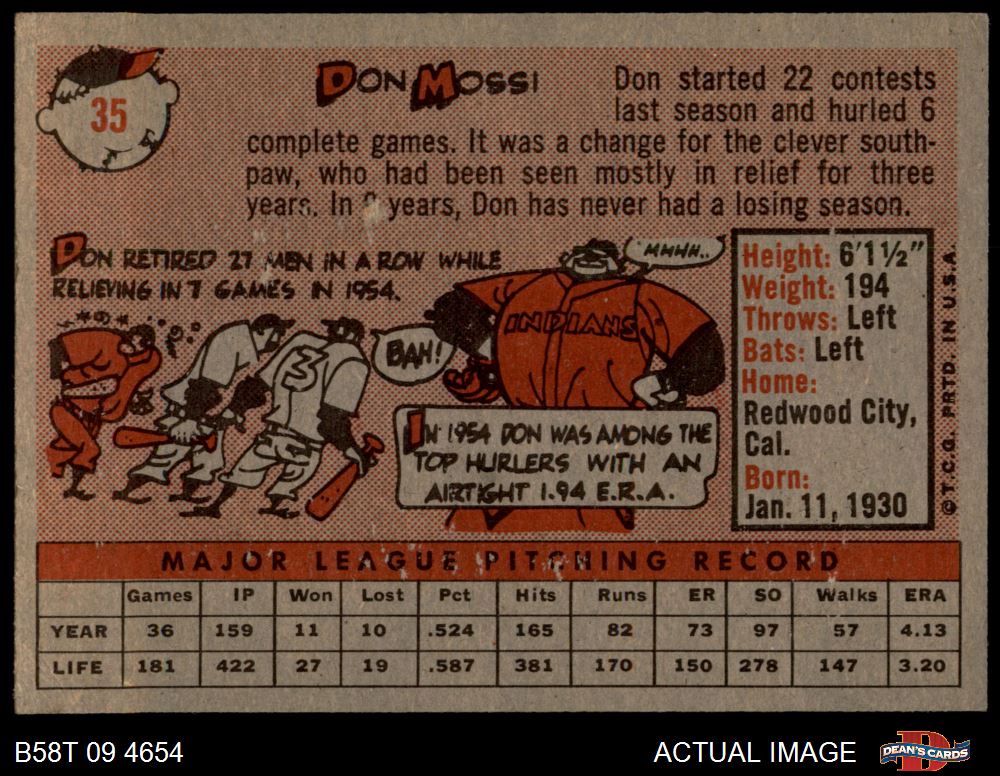 35
DON MOSSI
Don started 22 contests
last season and hurled 6
complete games. It was a change for the clever south-
paw, who had been seen mostly in relief for three
years. In years, Don has never had a losing season.
DON RETIRED 27 MEN IN A ROW WHILE
RELIEVING IN 7 GAMES IN 1954.
MMHH..
BAH!
INDIANS
3
IN 1954 DON WAS AMONG THE
TOP HURLERS WITH AN
AIRTIGHT 1.94 E.R.A.
Height: 6'1½"
Weight: 194
Throws: Left
Bats: Left
Home:
Redwood City,
Cal.
Born:
Jan. 11, 1930
© T.C.G. PRTD. IN U.S.A.
MAJOR LEAGUE PITCHING RECORD
Games IP Won Lost Pct Hits Runs ER SO Walks ERA
YEAR 36 159 11 10 .524 165 82 73 97 57 4.13
LIFE 181 422 27 19 .587 381 170 150 278 147 3.20
B58T 09 4654
ACTUAL IMAGE
DEAN'S CARDS